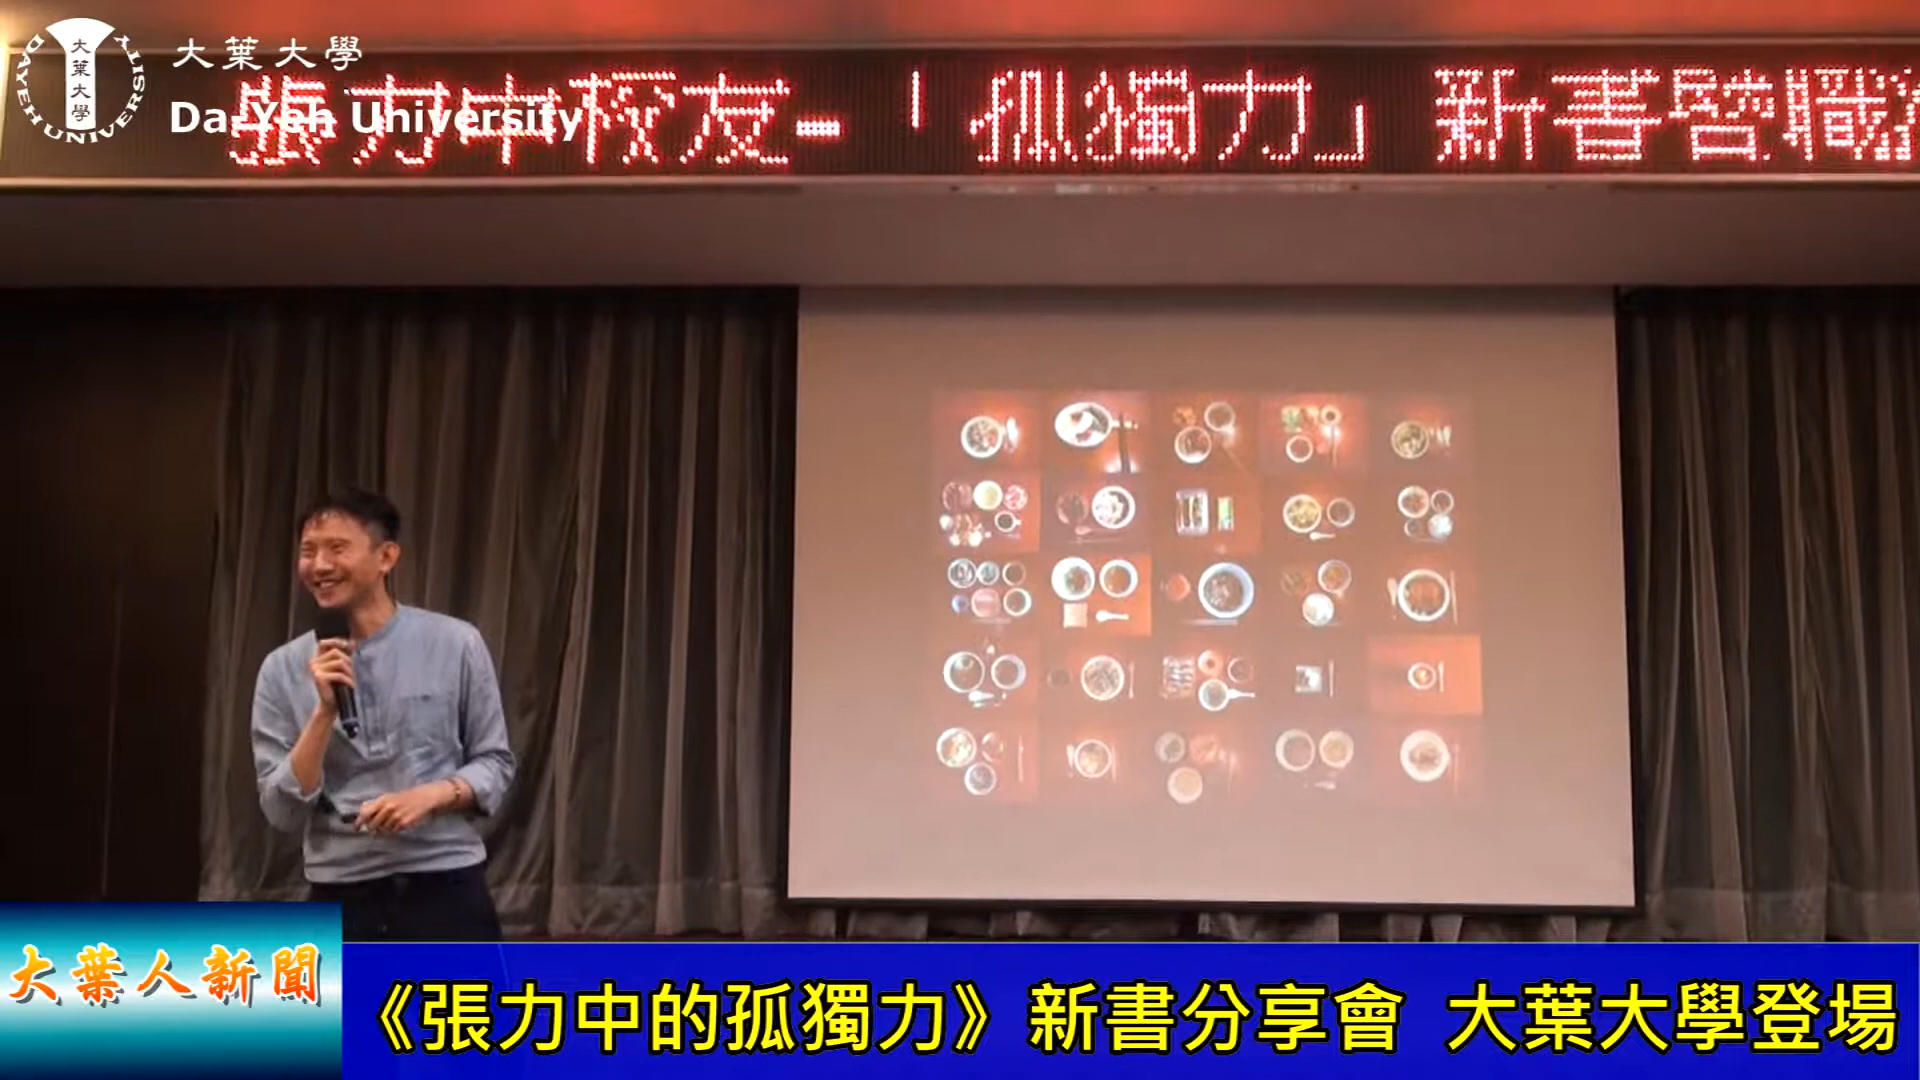 大葉大學
DAYEH UNIVERSITY
大葉大學
Da-Yeh University
張力中校友-「孤獨力」新書暨職
大葉人新聞
《張力中的孤獨力》新書分享會 大葉大學登場